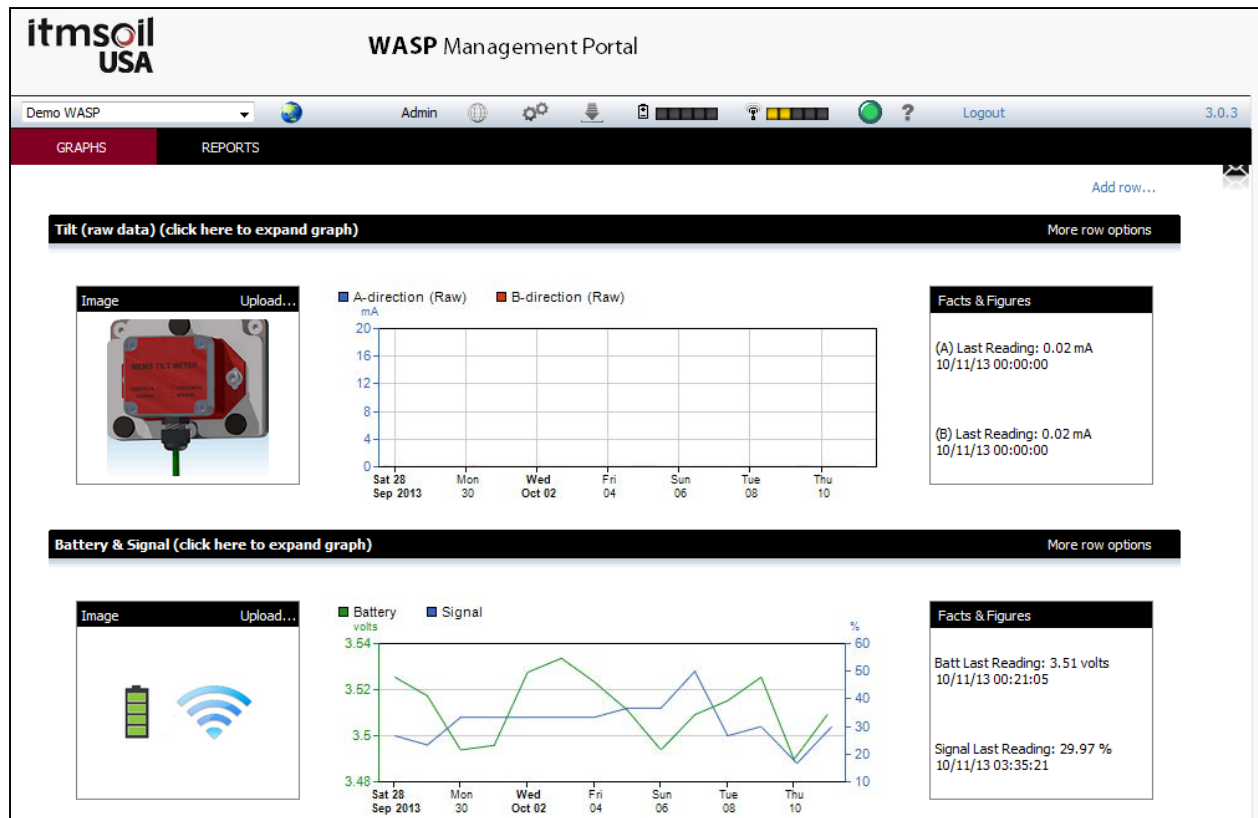 itmsoil
USA
WASP Management Portal
Demo WASP Admin ? Logout 3.0.3
GRAPHS REPORTS
Add row...
Tilt (raw data) (click here to expand graph) More row options
Image Upload...
MEMS TILT METER
A-direction (Raw) B-direction (Raw)
mA
20
16
12
8
4
0
Sat 28 Mon Wed Fri Sun Tue Thu
Sep 2013 30 Oct 02 04 06 08 10
Facts & Figures
(A) Last Reading: 0.02 mA
10/11/13 00:00:00
(B) Last Reading: 0.02 mA
10/11/13 00:00:00
Battery & Signal (click here to expand graph) More row options
Image Upload...
Battery Signal
volts %
3.54 60
50
3.52
40
3.5 30
20
3.48 10
Sat 28 Mon Wed Fri Sun Tue Thu
Sep 2013 30 Oct 02 04 06 08 10
Facts & Figures
Batt Last Reading: 3.51 volts
10/11/13 00:21:05
Signal Last Reading: 29.97 %
10/11/13 03:35:21